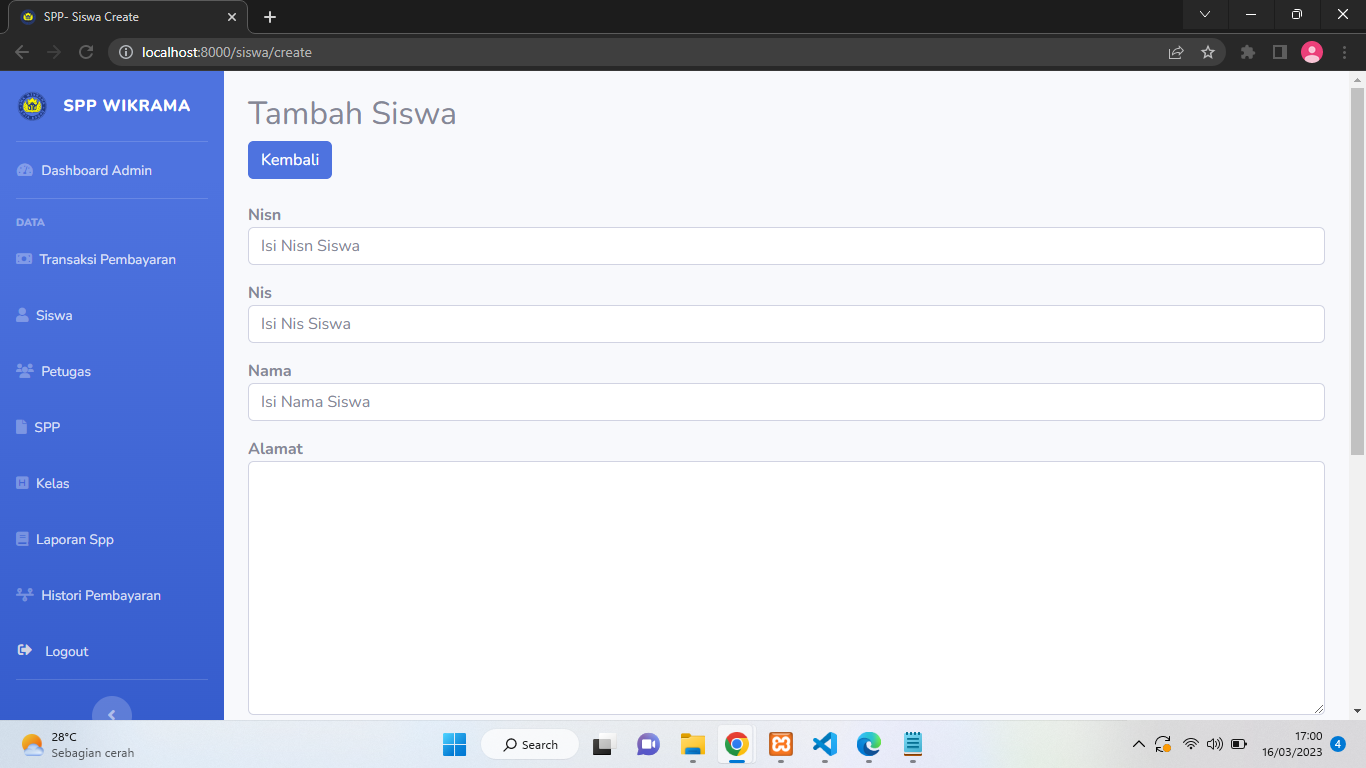 SPP- Siswa Create
localhost:8000/siswa/create
SPP WIKRAMA
Dashboard Admin
DATA
Transaksi Pembayaran
Siswa
Petugas
SPP
Kelas
Laporan Spp
Histori Pembayaran
Logout
Tambah Siswa
Kembali
Nisn
Isi Nisn Siswa
Nis
Isi Nis Siswa
Nama
Isi Nama Siswa
Alamat
28°C
Sebagian cerah
Search
17:00
16/03/2023
4